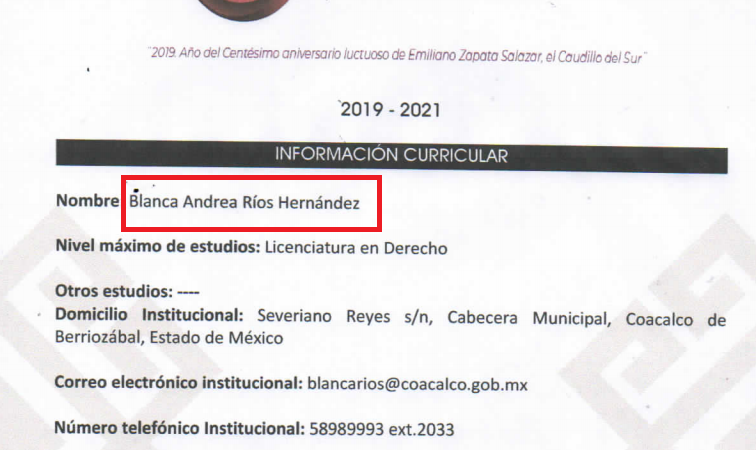 "2019. Año del Centésimo aniversario luctuoso de Emiliano Zapata Salazar, el Caudillo del Sur"
2019 - 2021
INFORMACIÓN CURRICULAR
Nombre Blanca Andrea Ríos Hernández
Nivel máximo de estudios: Licenciatura en Derecho
Otros estudios: ----
Domicilio Institucional: Severiano Reyes s/n, Cabecera Municipal, Coacalco de
Berriozábal, Estado de México
Correo electrónico institucional: blancarios@coacalco.gob.mx
Número telefónico Institucional: 58989993 ext.2033